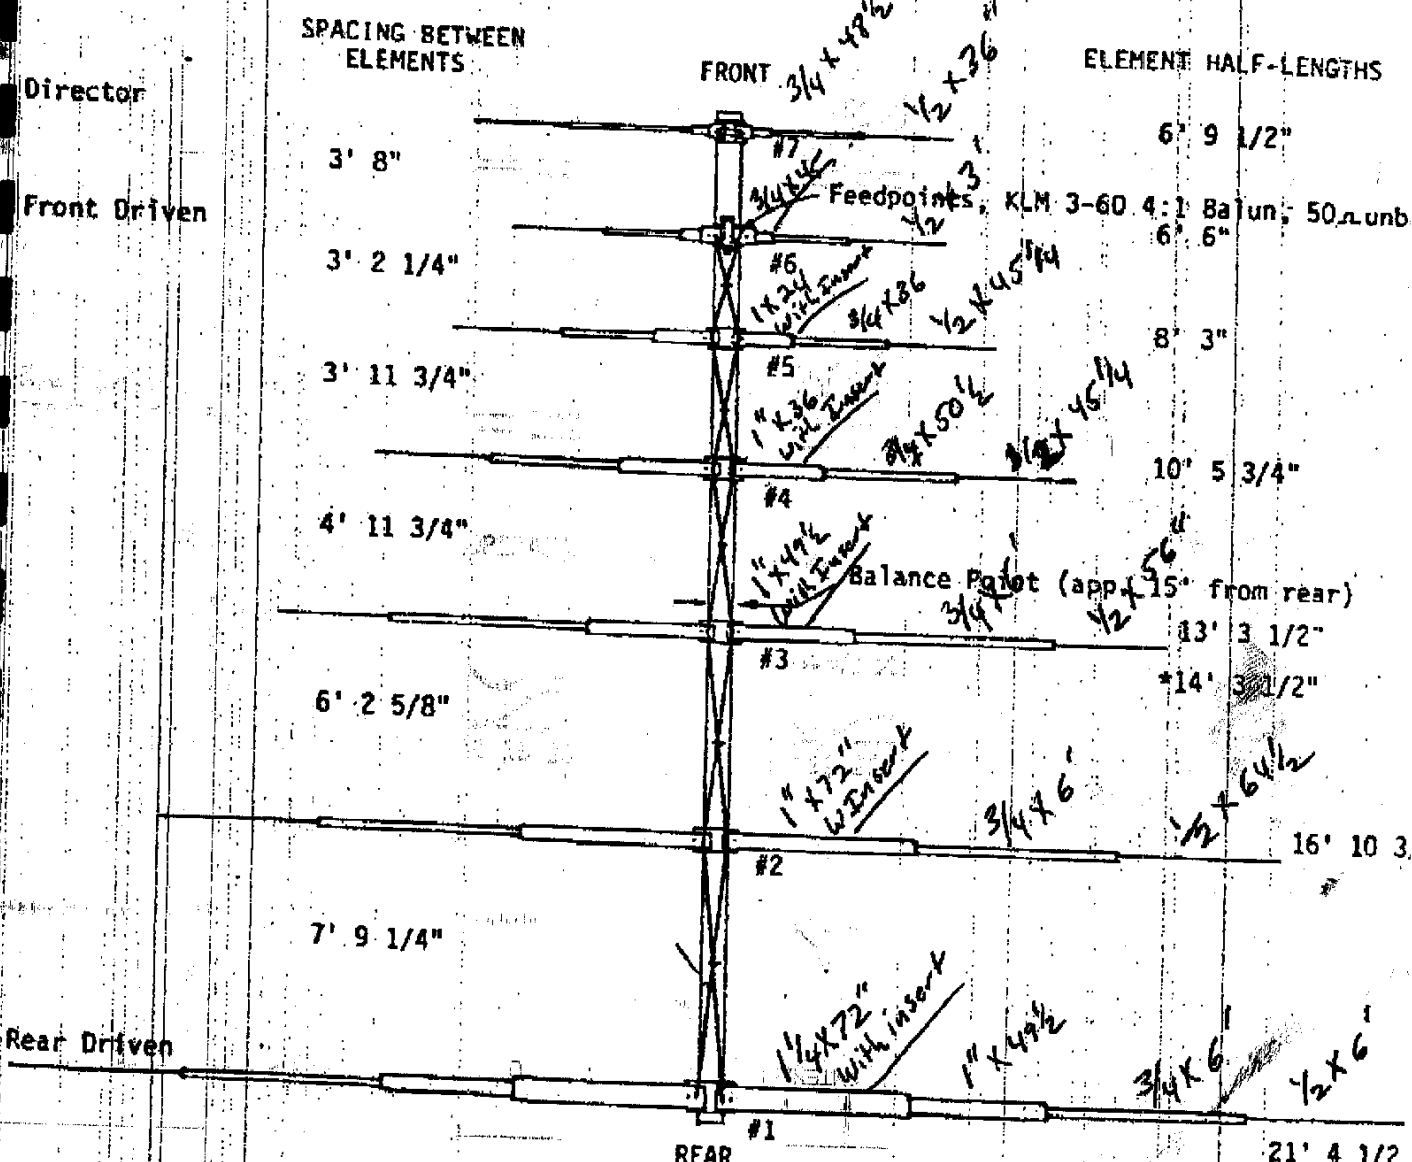 SPACING BETWEEN
ELEMENTS
FRONT
3/4 X 48 1/2
1/2 X 36"
ELEMENT HALF-LENGTHS
Director
#7
6' 9 1/2"
3' 8"
3/4 X 45
1/2 X 3'
Feedpoints, KLM 3-60 4:1 Balun, 50Ω unb
Front Driven
6' 6"
#6
3' 2 1/4"
1 X 24
With Insert
3/4 X 36
1/2 X 45 1/4
8' 3"
#5
3' 11 3/4"
1" X 36
With Insert
3/4 X 50 1/2
1/2 X 45 1/4
10' 5 3/4"
#4
4' 11 3/4"
1" X 49 1/2
With Insert
Balance Point (app. 15' from rear)
3/4 X 6'
1/2 X 56"
13' 3 1/2"
#3
*14' 3 1/2"
6' 2 5/8"
1" X 72"
W Insert
3/4 X 6'
1/2 X 64 1/2
16' 10 3/
#2
7' 9 1/4"
1 1/4 X 72"
With insert
1" X 49 1/2
3/4 X 6'
1/2 X 6'
Rear Driven
#1
REAR
21' 4 1/2